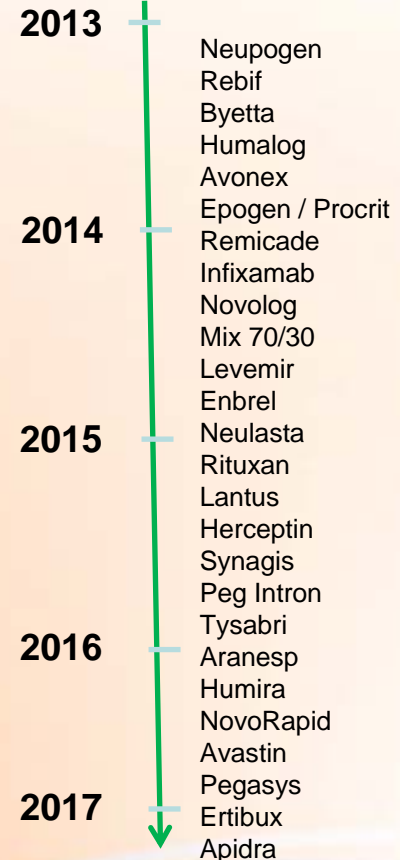 2013
Neupogen
Rebif
Byetta
Humalog
Avonex
Epogen / Procrit
2014
Remicade
Infixamab
Novolog
Mix 70/30
Levemir
Enbrel
2015
Neulasta
Rituxan
Lantus
Herceptin
Synagis
Peg Intron
Tysabri
2016
Aranesp
Humira
NovoRapid
Avastin
Pegasys
2017
Ertibux
Apidra